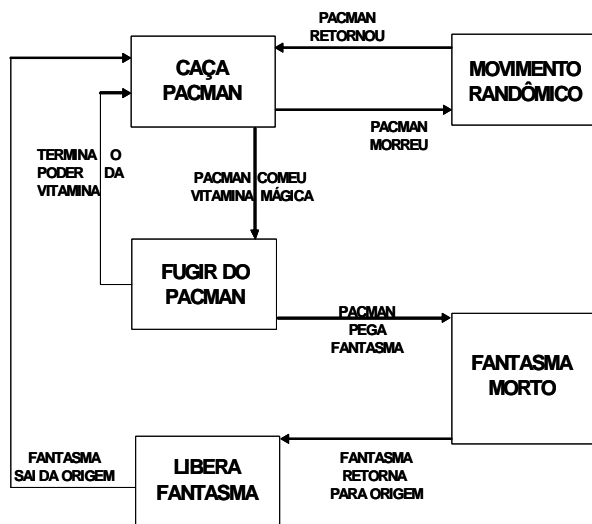 PACMAN
RETORNOU
CAÇA
PACMAN
MOVIMENTO
RANDÔMICO
PACMAN
MORREU
TERMINA O
PODER DA
VITAMINA
PACMAN COMEU
VITAMINA MÁGICA
FUGIR DO
PACMAN
PACMAN
PEGA
FANTASMA
FANTASMA
MORTO
FANTASMA
SAI DA ORIGEM
LIBERA
FANTASMA
FANTASMA
RETORNA
PARA ORIGEM